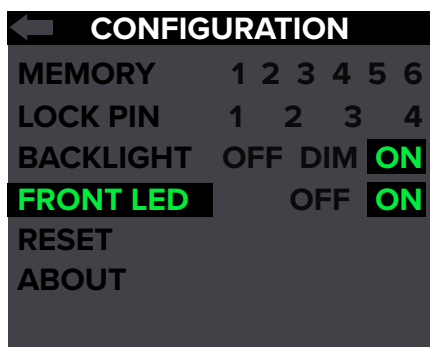 CONFIGURATION
MEMORY 1 2 3 4 5 6
LOCK PIN 1 2 3 4
BACKLIGHT OFF DIM ON
FRONT LED OFF ON
RESET
ABOUT